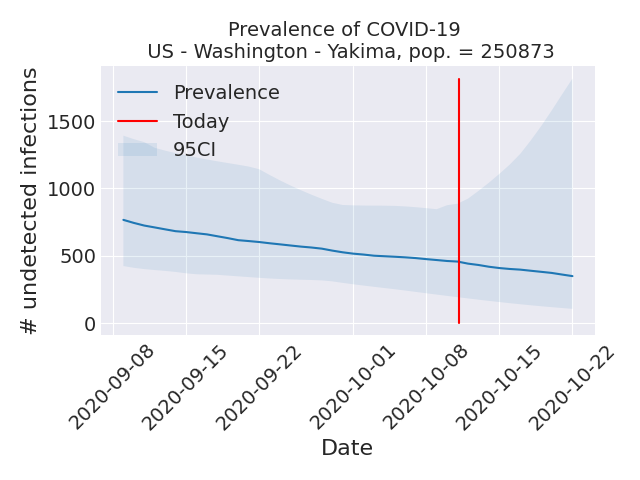 Prevalence of COVID-19
US - Washington - Yakima, pop. = 250873
# undetected infections
1500
1000
500
0
Prevalence
Today
95CI
2020-09-08
2020-09-15
2020-09-22
2020-10-01
2020-10-08
2020-10-15
2020-10-22
Date